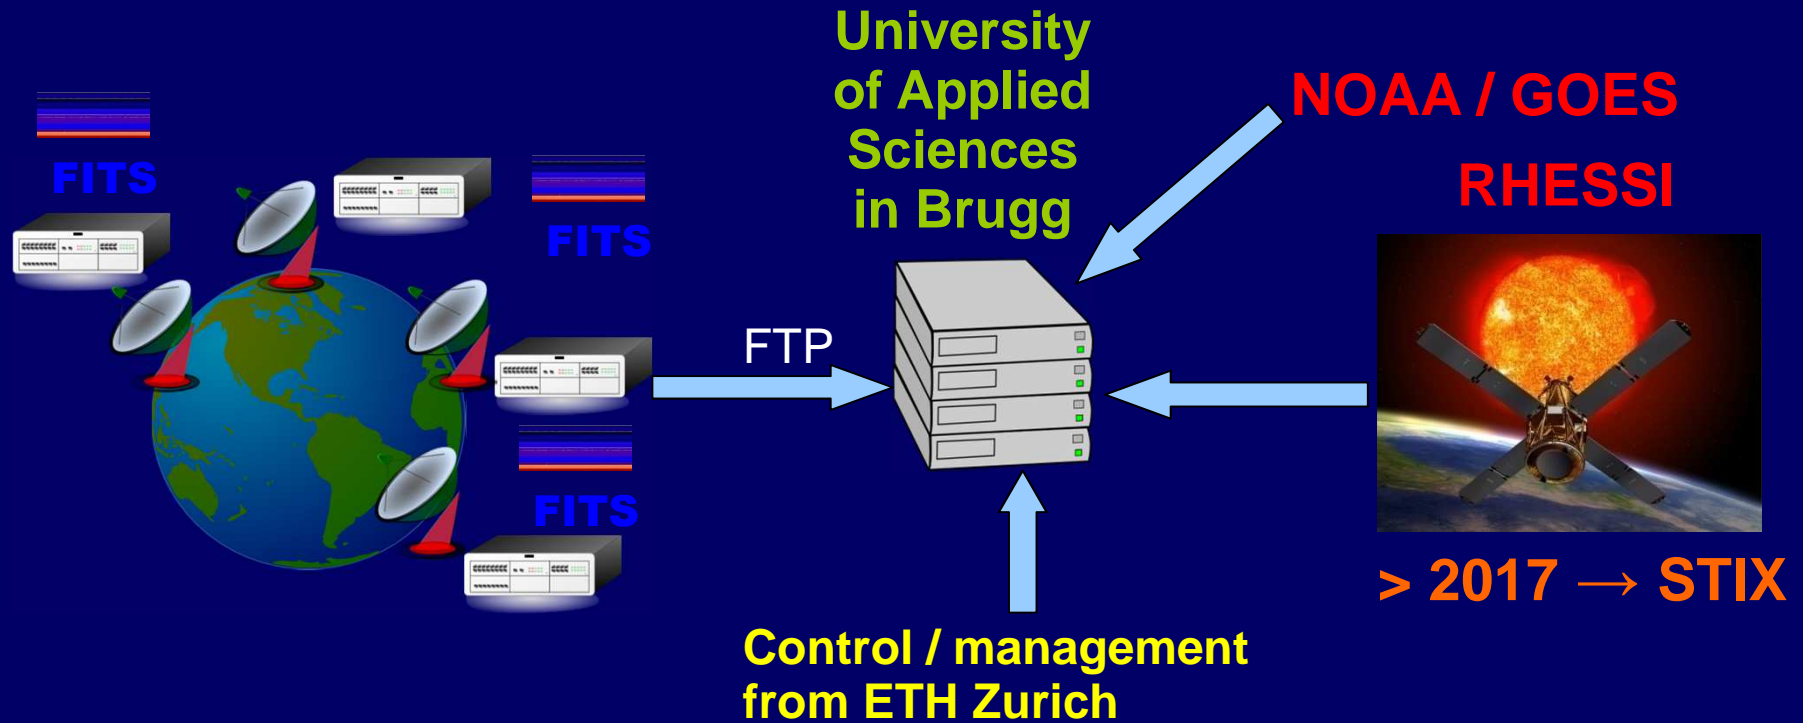 University
of Applied
Sciences
in Brugg
NOAA / GOES
RHESSI
FITS
FITS
FTP
FITS
> 2017 → STIX
Control / management
from ETH Zurich